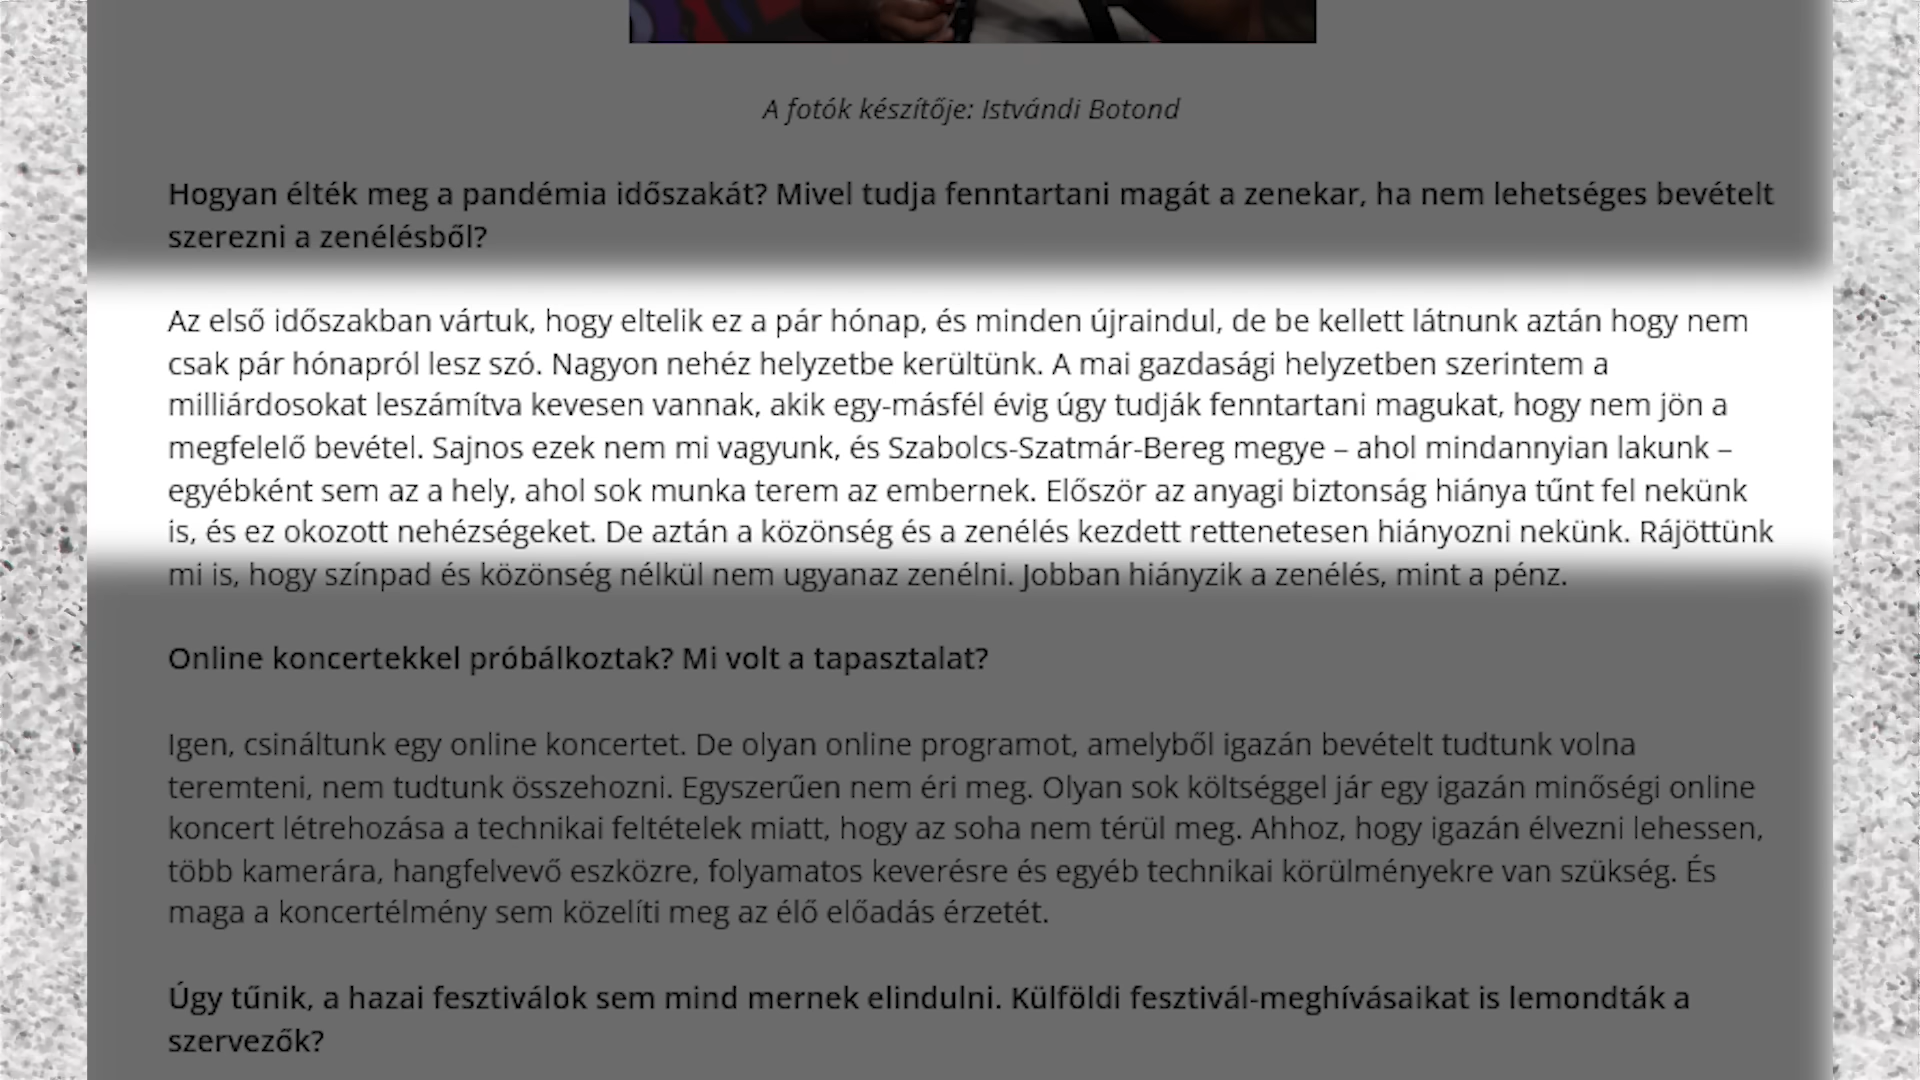 A fotók készítője: Istvándi Botond
Hogyan élték meg a pandémia időszakát? Mivel tudja fenntartani magát a zenekar, ha nem lehetséges bevételt
szerezni a zenélésből?
Az első időszakban vártuk, hogy eltelik ez a pár hónap, és minden újraindul, de be kellett látnunk aztán hogy nem
csak pár hónapról lesz szó. Nagyon nehéz helyzetbe kerültünk. A mai gazdasági helyzetben szerintem a
milliárdosokat leszámítva kevesen vannak, akik egy-másfél évig úgy tudják fenntartani magukat, hogy nem jön a
megfelelő bevétel. Sajnos ezek nem mi vagyunk, és Szabolcs-Szatmár-Bereg megye – ahol mindannyian lakunk –
egyébként sem az a hely, ahol sok munka terem az embernek. Először az anyagi biztonság hiánya tűnt fel nekünk
is, és ez okozott nehézségeket. De aztán a közönség és a zenélés kezdett rettenetesen hiányozni nekünk. Rájöttünk
mi is, hogy színpad és közönség nélkül nem ugyanaz zenélni. Jobban hiányzik a zenélés, mint a pénz.
Online koncertekkel próbálkoztak? Mi volt a tapasztalat?
Igen, csináltunk egy online koncertet. De olyan online programot, amelyből igazán bevételt tudtunk volna
teremteni, nem tudtunk összehozni. Egyszerűen nem éri meg. Olyan sok költséggel jár egy igazán minőségi online
koncert létrehozása a technikai feltételek miatt, hogy az soha nem térül meg. Ahhoz, hogy igazán élvezni lehessen,
több kamerára, hangfelvevő eszközre, folyamatos keverésre és egyéb technikai körülményekre van szükség. És
maga a koncertélmény sem közelíti meg az élő előadás érzetét.
Úgy tűnik, a hazai fesztiválok sem mind mernek elindulni. Külföldi fesztivál-meghívásaikat is lemondták a
szervezők?